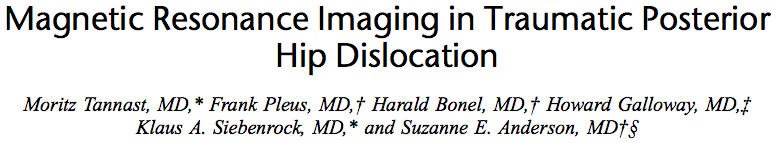 Magnetic Resonance Imaging in Traumatic Posterior
Hip Dislocation
Moritz Tannast, MD,* Frank Pleus, MD,† Harald Bonel, MD,† Howard Galloway, MD,‡
Klaus A. Siebenrock, MD,* and Suzanne E. Anderson, MD†§